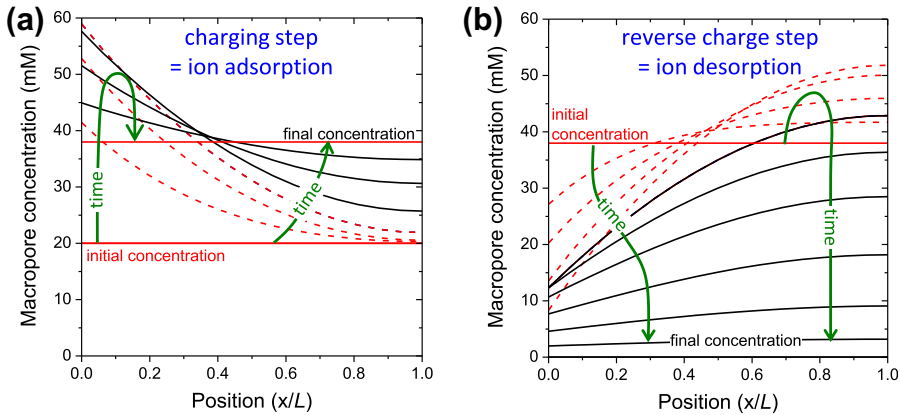 (a)
charging step
= ion adsorption
Macropore concentration (mM)
60
50
40
30
20
10
0
time
time
final concentration
initial concentration
0.0 0.2 0.4 0.6 0.8 1.0
Position (x/L)
(b)
reverse charge step
= ion desorption
Macropore concentration (mM)
60
50
40
30
20
10
0
initial
concentration
time
time
final concentration
0.0 0.2 0.4 0.6 0.8 1.0
Position (x/L)